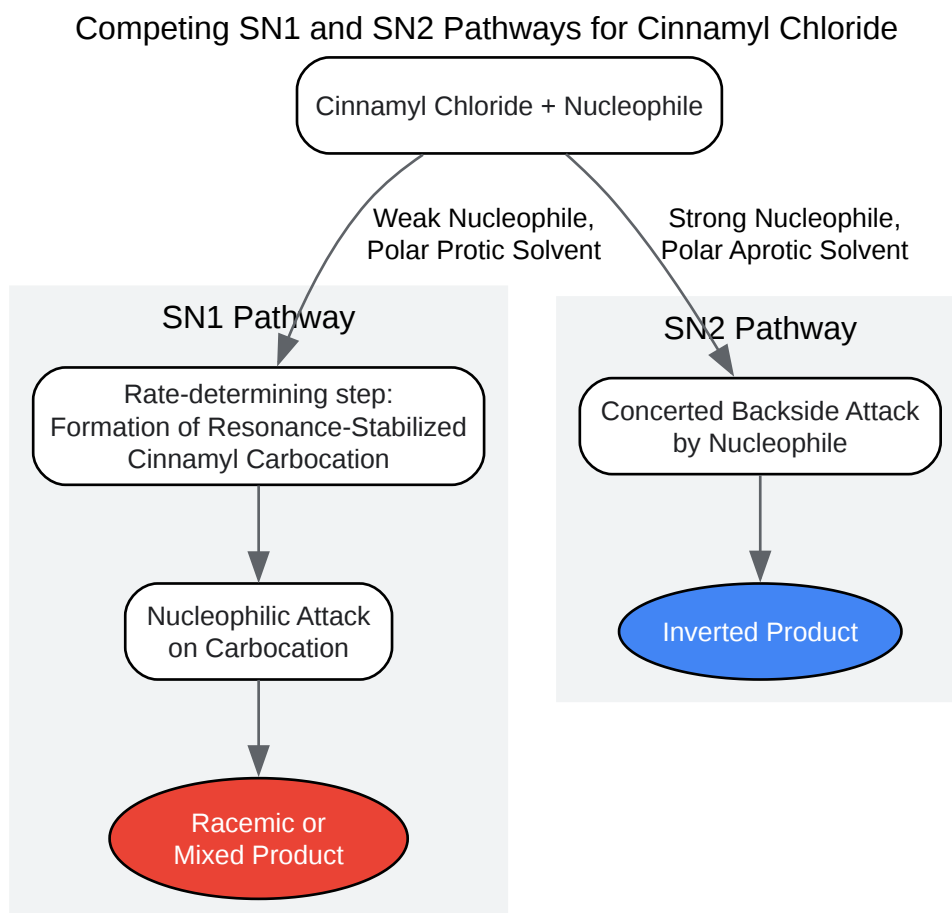 Competing SN1 and SN2 Pathways for Cinnamyl Chloride
Cinnamyl Chloride + Nucleophile
Weak Nucleophile,
Polar Protic Solvent
Strong Nucleophile,
Polar Aprotic Solvent
SN1 Pathway
Rate-determining step:
Formation of Resonance-Stabilized
Cinnamyl Carbocation
Nucleophilic Attack
on Carbocation
Racemic or
Mixed Product
SN2 Pathway
Concerted Backside Attack
by Nucleophile
Inverted Product